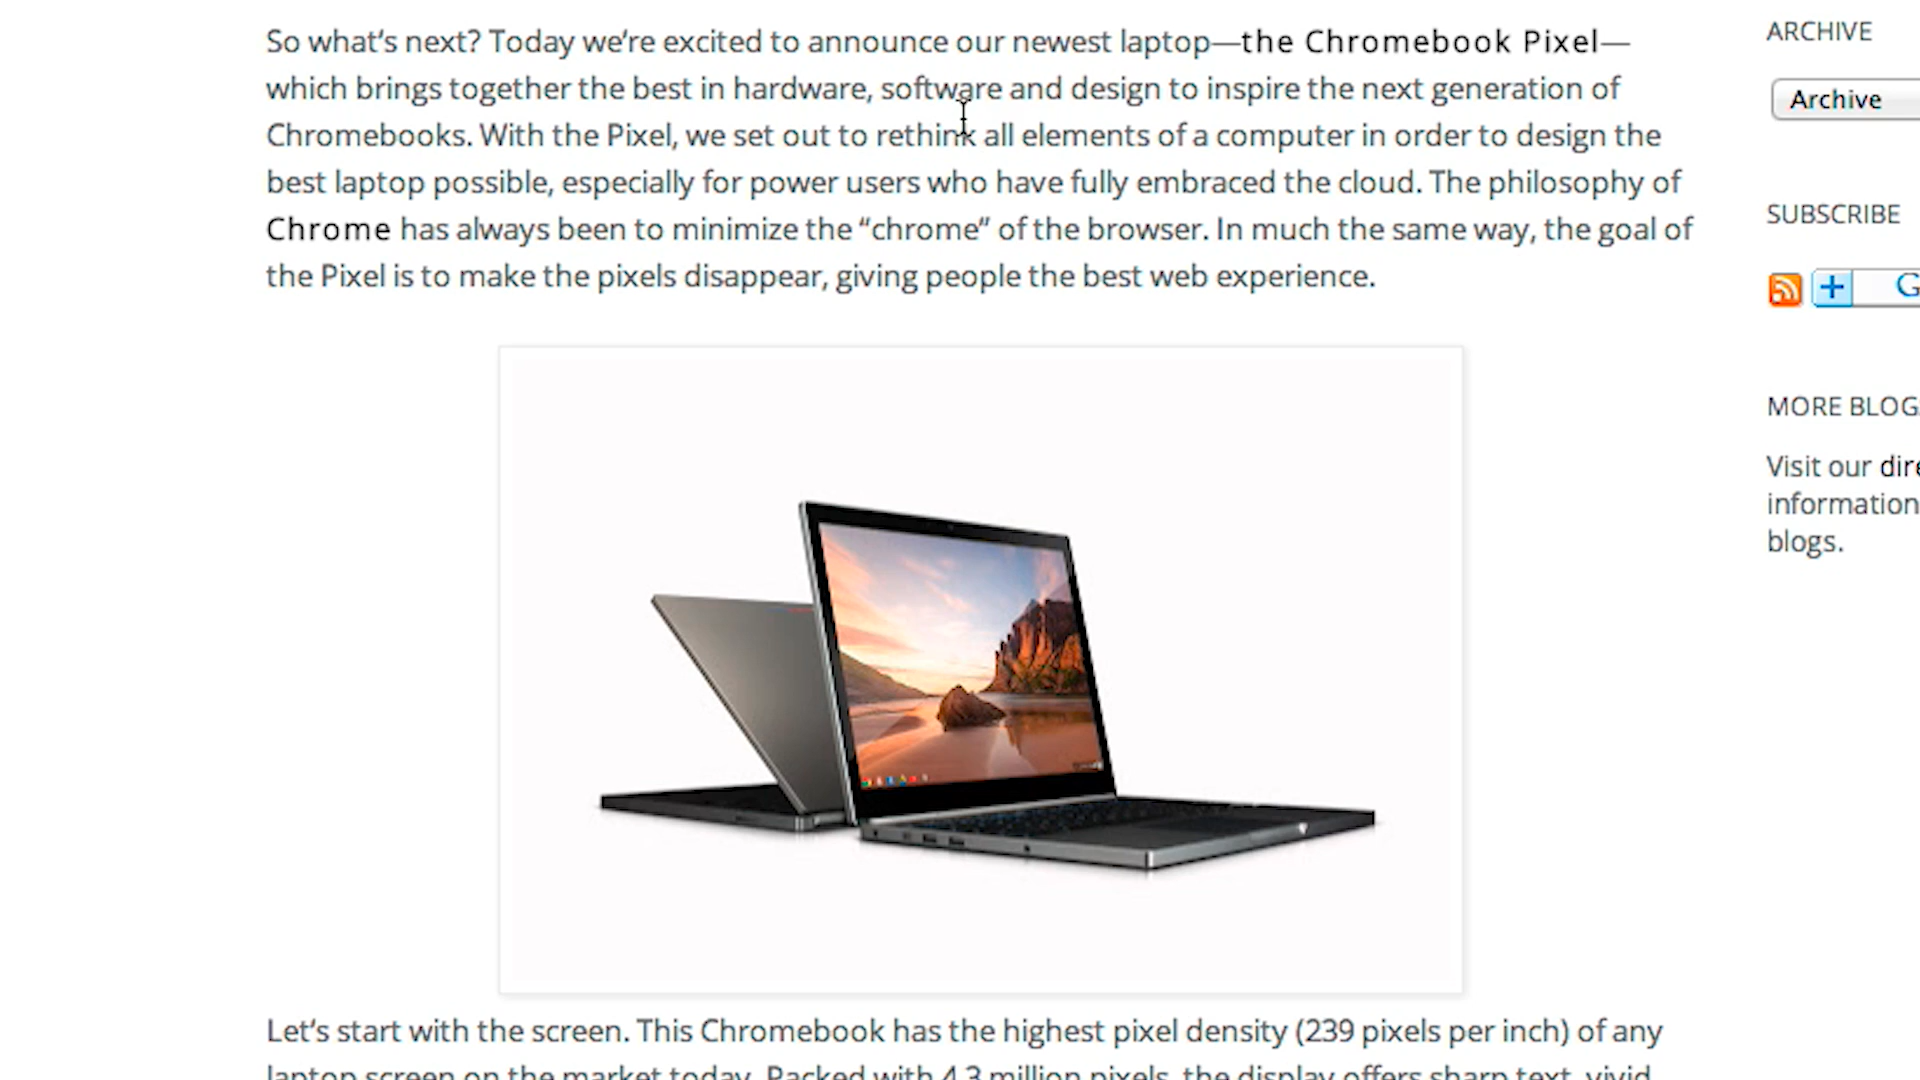 So what's next? Today we're excited to announce our newest laptop—the Chromebook Pixel—
which brings together the best in hardware, software and design to inspire the next generation of
Chromebooks. With the Pixel, we set out to rethink all elements of a computer in order to design the
best laptop possible, especially for power users who have fully embraced the cloud. The philosophy of
Chrome has always been to minimize the “chrome” of the browser. In much the same way, the goal of
the Pixel is to make the pixels disappear, giving people the best web experience.
Let's start with the screen. This Chromebook has the highest pixel density (239 pixels per inch) of any
laptop screen on the market today. Packed with 4.3 million pixels, the display offers sharp text, vivid
ARCHIVE
Archive
SUBSCRIBE
G
MORE BLOG
Visit our dire
information
blogs.